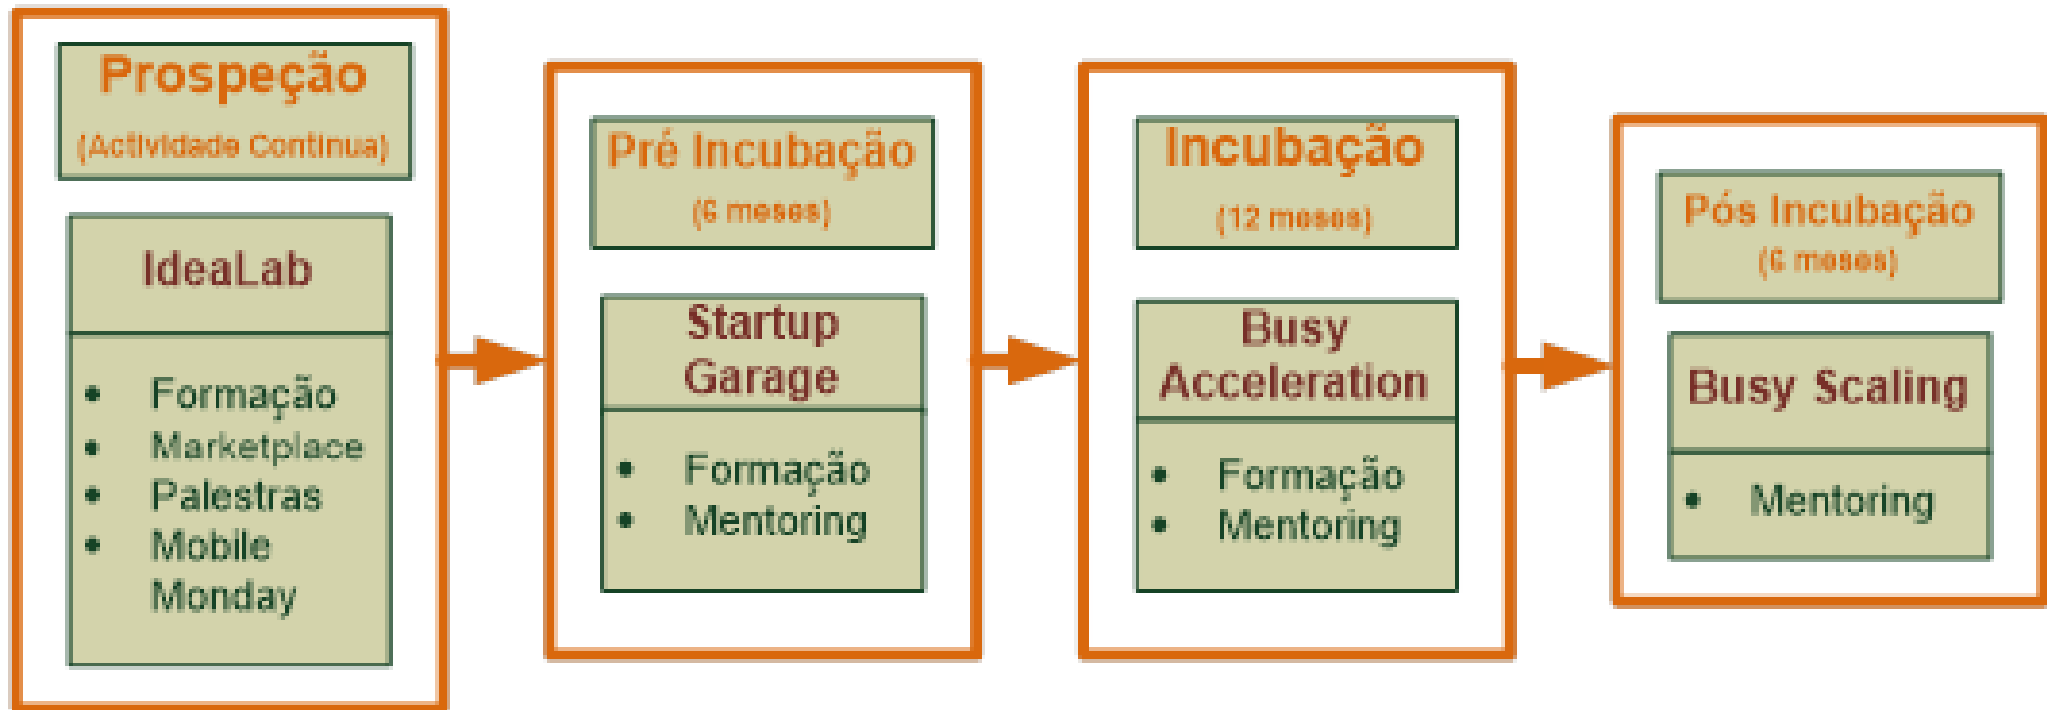 Prospeção
(Actividade Continua)
IdeaLab
• Formação
• Marketplace
• Palestras
• Mobile
Monday
Pré Incubação
(6 meses)
Startup
Garage
• Formação
• Mentoring
Incubação
(12 meses)
Busy
Acceleration
• Formação
• Mentoring
Pós Incubação
(6 meses)
Busy Scaling
• Mentoring